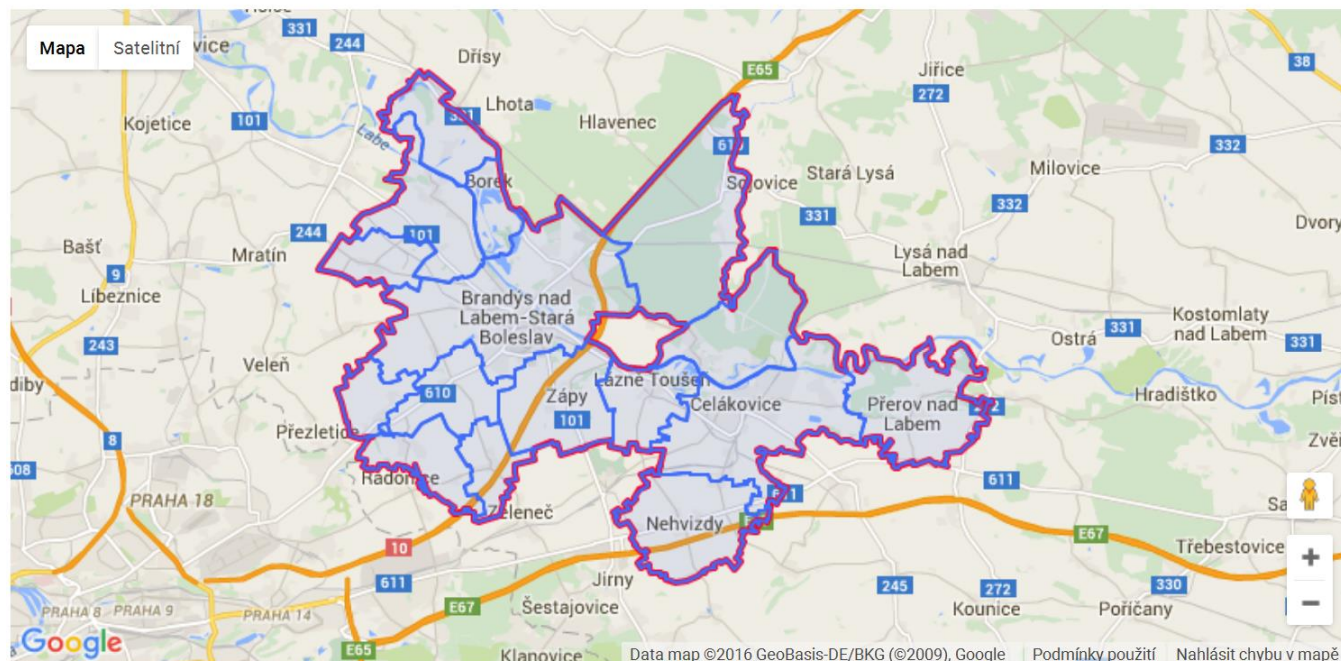 Mapa
Satelitní
331
244
Dřísy
E65
38
Jiřice
272
Lhota
Hlavenec
Kojetice
101
Labe
331
610
332
Stará Lysá
Milovice
Borek
Sojovice
331
332
Bašť
244
101
Mratín
Lysá nad
Labem
Dvory
9
Líbeznice
Brandýs nad
Labem-Stará
Boleslav
Kostomlaty
nad Labem
243
Ostrá
331
331
Veleň
Lázně Toušeň
Zápy
610
101
Čelákovice
Přerov nad
Labem
Hradištko
Přezletice
8
Radonice
611
611
PRAHA 18
Zeleneč
Nehvizdy
E67
10
Třebestovice
611
Jirny
245
272
330
PRAHA 8
PRAHA 9
PRAHA 14
E67
Šestajovice
Kounice
Poříčany
Google
E65
Klanovice
Data map ©2016 GeoBasis-DE/BKG (©2009), Google
Podmínky použití
Nahlásit chybu v mapě